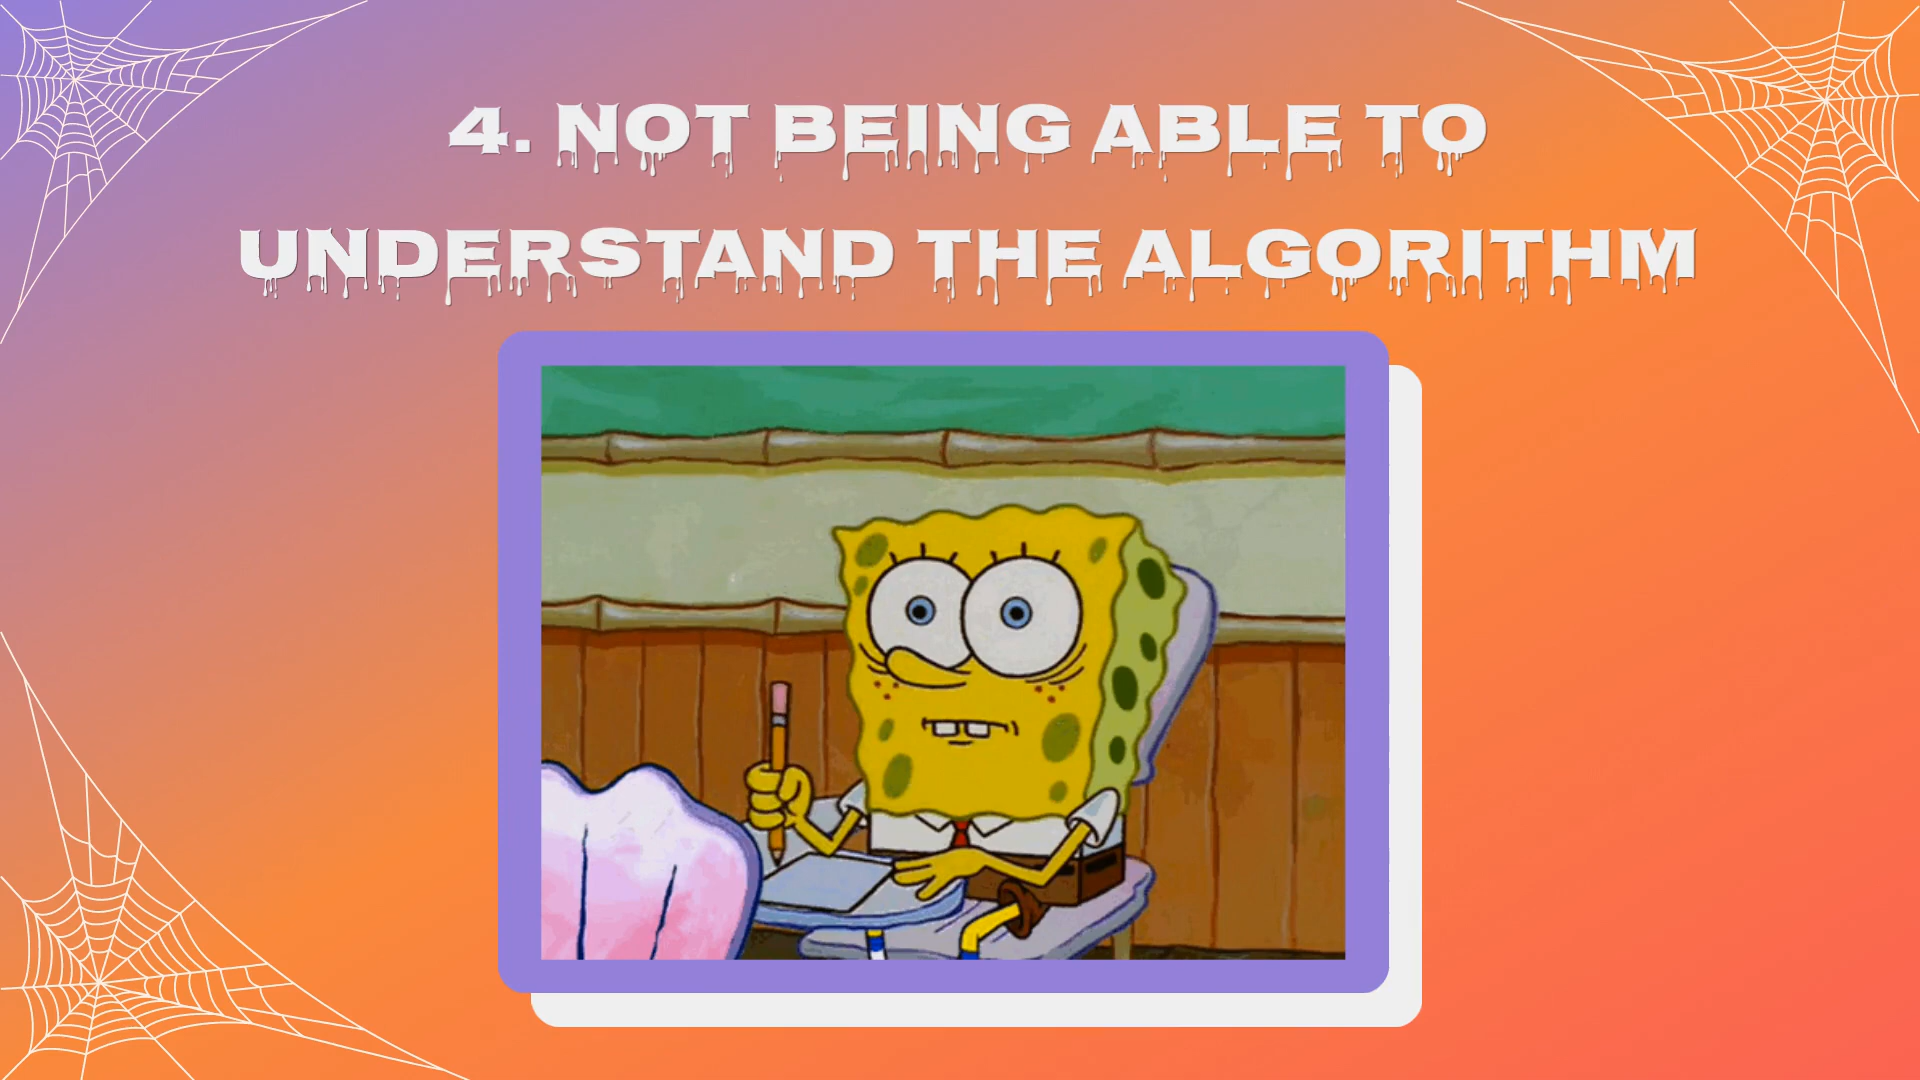 4. NOT BEING ABLE TO
UNDERSTAND THE ALGORITHM